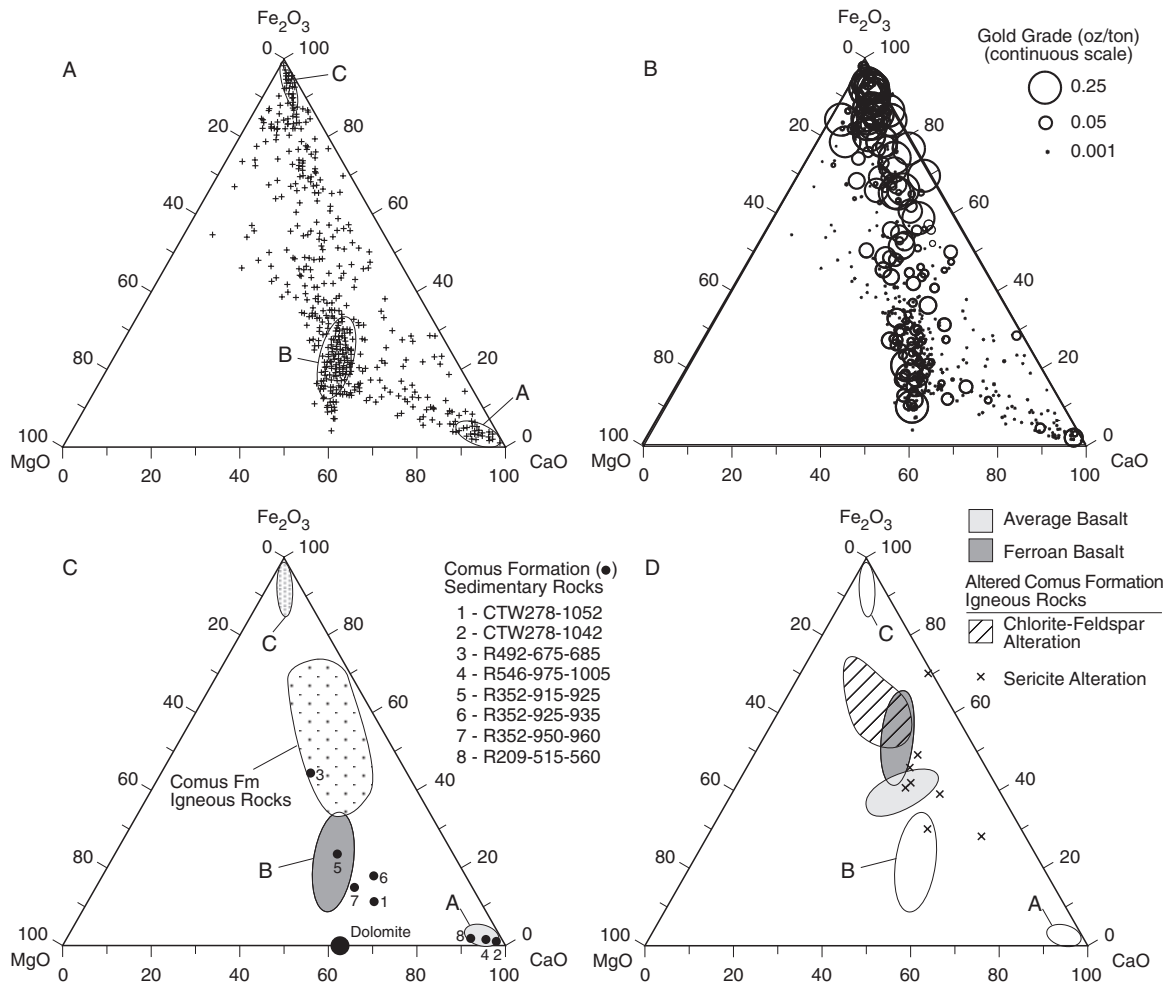 Fe2O3
0 100
A
C
20
80
40
60
60
40
B
80
20
A
100
0
MgO
CaO
0 20 40 60 80 100
Fe2O3
0 100
B
Gold Grade (oz/ton)
(continuous scale)
0.25
0.05
0.001
20
80
40
60
60
40
80
20
100
0
MgO
CaO
0 20 40 60 80 100
Fe2O3
0 100
C
Comus Formation (●)
Sedimentary Rocks
1 - CTW278-1052
2 - CTW278-1042
3 - R492-675-685
4 - R546-975-1005
5 - R352-915-925
6 - R352-925-935
7 - R352-950-960
8 - R209-515-560
20
80
C
40
60
Comus Fm
Igneous Rocks
3
60
40
80
20
B
5
6
7
1
A
Dolomite
8
4 2
100
0
MgO
CaO
0 20 40 60 80 100
Fe2O3
0 100
D
Average Basalt
Ferroan Basalt
Altered Comus Formation
Igneous Rocks
Chlorite-Feldspar
Alteration
× Sericite Alteration
20
80
C
40
60
60
40
80
20
B
A
100
0
MgO
CaO
0 20 40 60 80 100